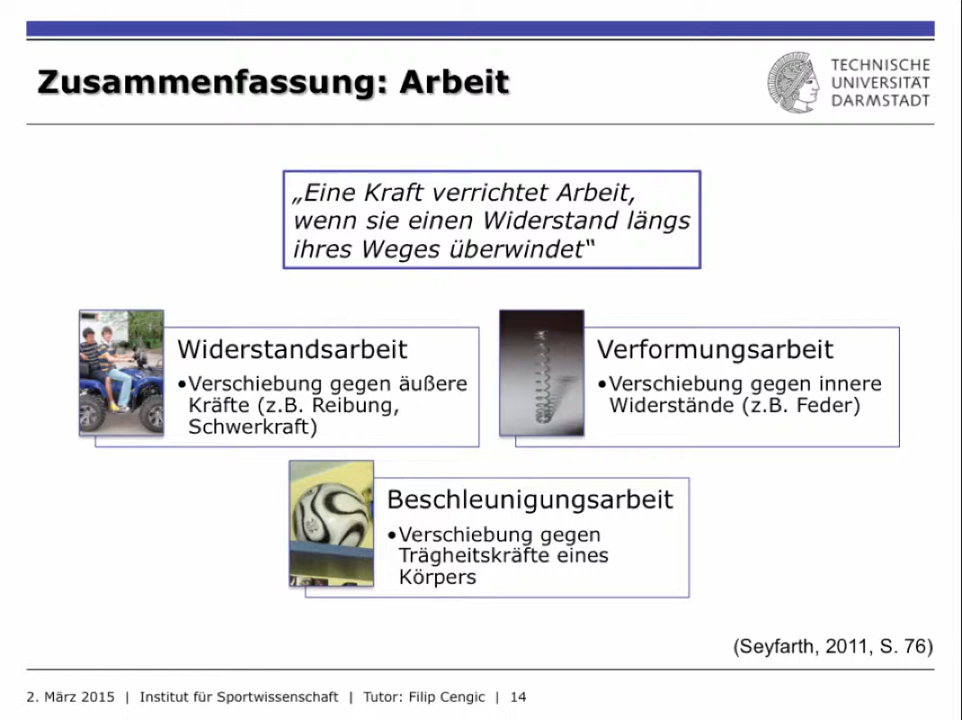 Zusammenfassung: Arbeit
TECHNISCHE
UNIVERSITÄT
DARMSTADT
„Eine Kraft verrichtet Arbeit,
wenn sie einen Widerstand längs
ihres Weges überwindet“
Widerstandsarbeit
•Verschiebung gegen äußere
Kräfte (z.B. Reibung,
Schwerkraft)
Verformungsarbeit
•Verschiebung gegen innere
Widerstände (z.B. Feder)
Beschleunigungsarbeit
•Verschiebung gegen
Trägheitskräfte eines
Körpers
(Seyfarth, 2011, S. 76)
2. März 2015 | Institut für Sportwissenschaft | Tutor: Filip Cengic | 14